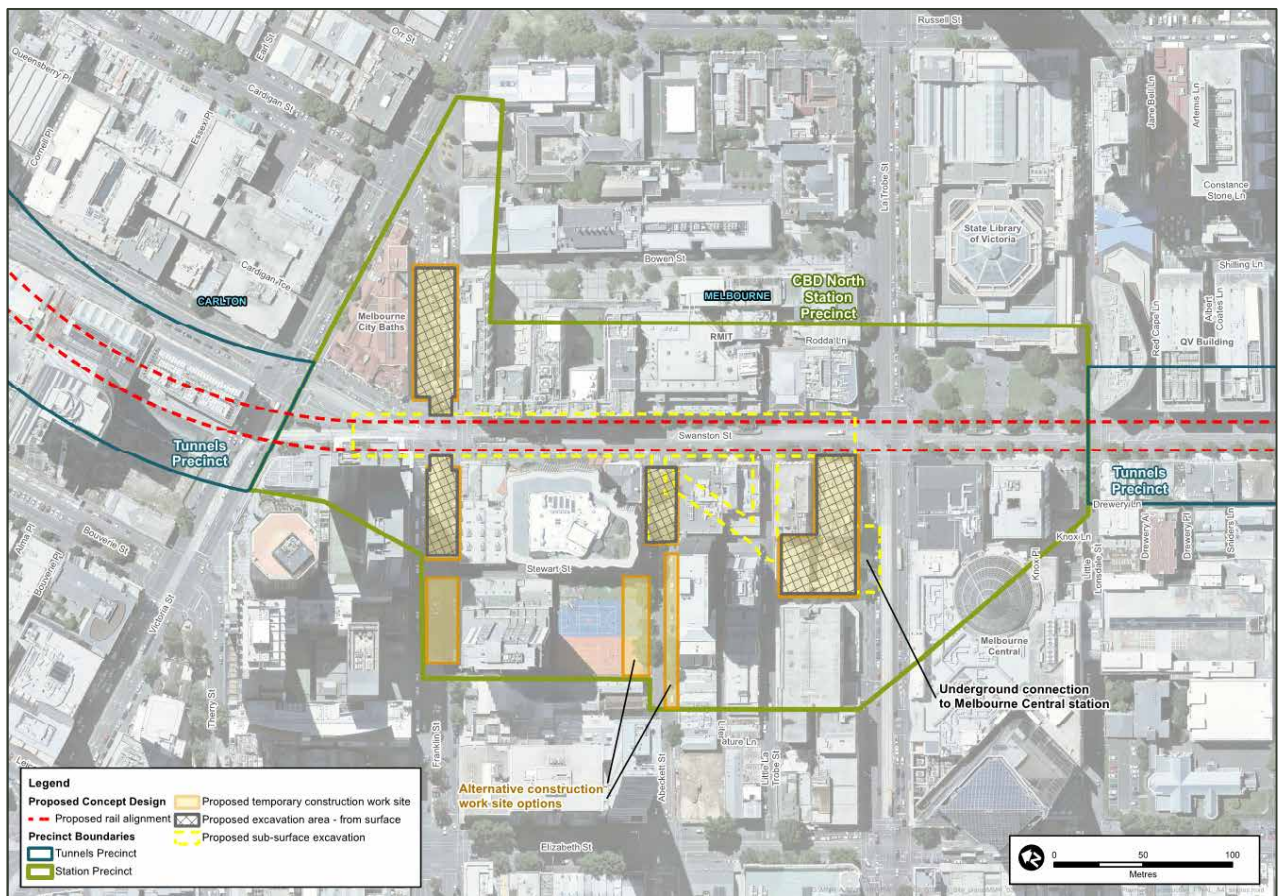 Russell St
Orr St
Earl St
Queensberry Pl
Cardigan St
Essex Pl
Cornell Pl
Jane Bell Ln
Artemis Ln
Constance
Stone Ln
La Trobe St
State Library
of Victoria
Shilling Ln
Bowen St
Cardigan Tce
CARLTON
Melbourne
City Baths
MELBOURNE
CBD North
Station
Precinct
RMIT
Rodda Ln
Red Cape Ln
Albert
Coates Ln
QV Building
Swanston St
Tunnels
Precinct
Tunnels
Precinct
Drewery Ln
Knox Ln
Knox Pl
Little
Lonsdale St
Drewery Al
Drewery Pl
Sniders Ln
Alma Pl
Bouverie St
Bouverie Pl
Victoria St
Stewart St
Melbourne
Central
Underground connection
to Melbourne Central station
Therry St
Franklin St
Abeckett St
Liter
ature Ln
Little La
Trobe St
Alternative construction
work site options
Elizabeth St
Legend
Proposed Concept Design
Proposed rail alignment
Precinct Boundaries
Tunnels Precinct
Station Precinct
Proposed temporary construction work site
Proposed excavation area - from surface
Proposed sub-surface excavation
0 50 100
Metres